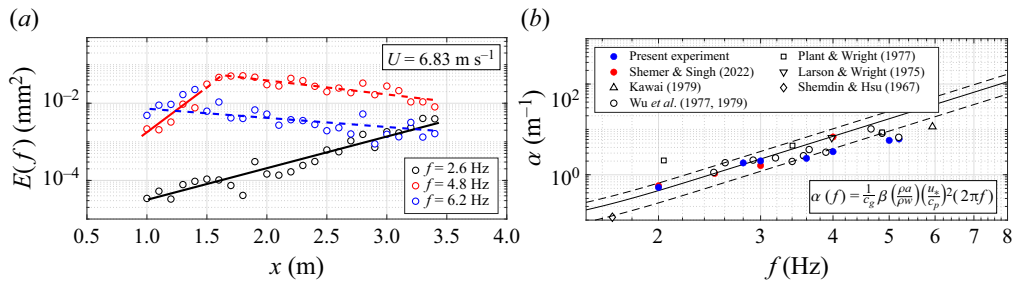 (a)
U = 6.83 m s⁻¹
E(f) (mm²)
10⁻²
10⁻⁴
f = 2.6 Hz
f = 4.8 Hz
f = 6.2 Hz
0.5 1.0 1.5 2.0 2.5 3.0 3.5 4.0
x (m)
(b)
α (m⁻¹)
10²
10⁰
Present experiment
Shemer & Singh (2022)
Kawai (1979)
Wu et al. (1977, 1979)
Plant & Wright (1977)
Larson & Wright (1975)
Shemdin & Hsu (1967)
α (f) = 1/c_g β (ρa/ρw)(u_*/c_p)2(2πf)
2 3 4 5 6 7 8
f (Hz)